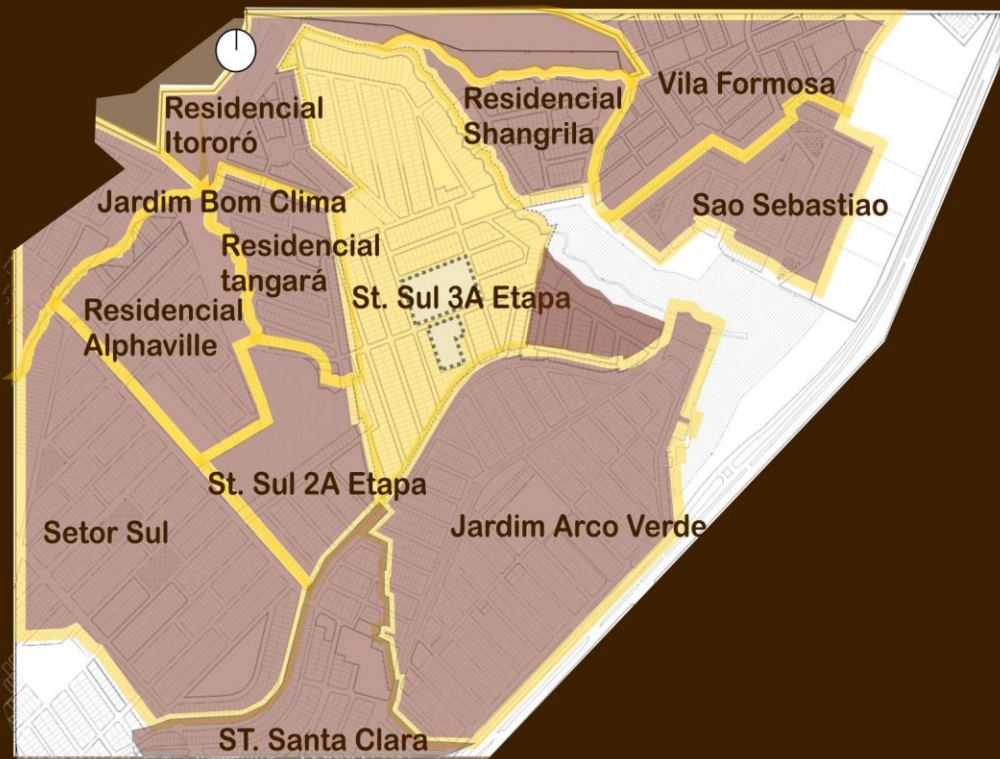 Residencial
Itororó
Residencial
Shangrila
Vila Formosa
Jardim Bom Clima
Sao Sebastiao
Residencial
tangará
St. Sul 3A Etapa
Residencial
Alphaville
St. Sul 2A Etapa
Setor Sul
Jardim Arco Verde
ST. Santa Clara